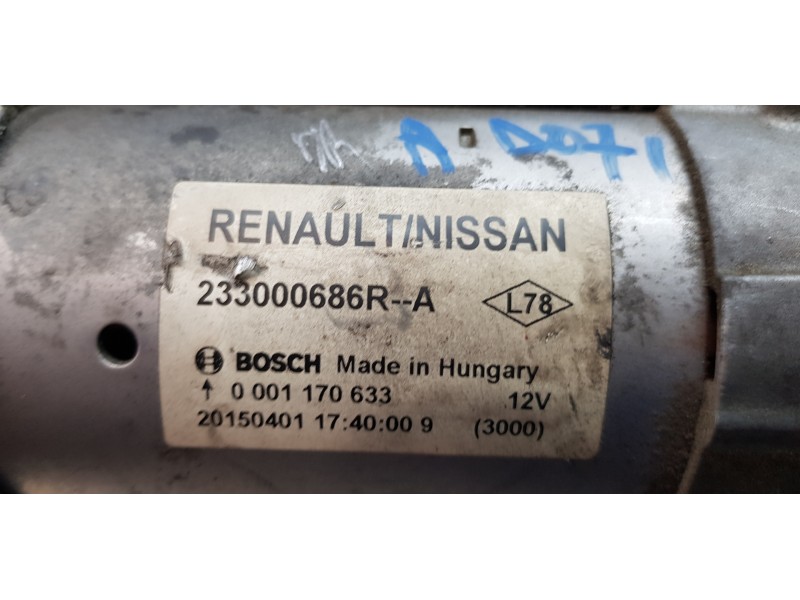 A D071
RENAULT/NISSAN
233000686R--A L78
BOSCH Made in Hungary
0 001 170 633 12V
20150401 17:40:00 9 (3000)